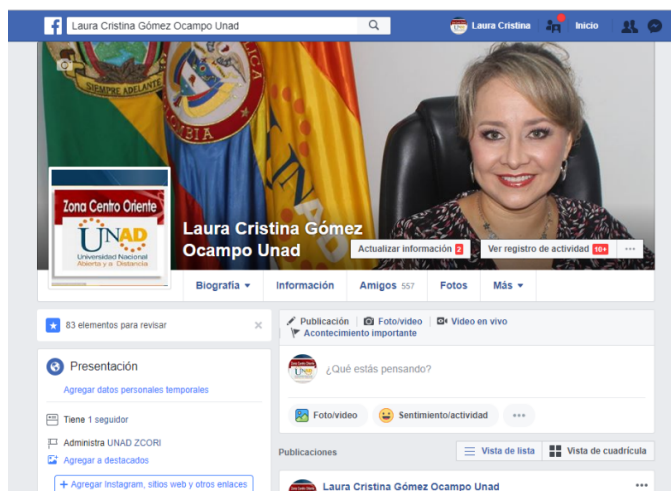 Laura Cristina Gómez Ocampo Unad
Laura Cristina
Inicio
SIEMPRE ADELANTE
COLOMBIA
UNAD
Zona Centro Oriente
UNAD
Universidad Nacional
Abierta y a Distancia
Laura Cristina Gómez
Ocampo Unad
Actualizar información 2
Ver registro de actividad 10+
Biografía
Información
Amigos 557
Fotos
Más
83 elementos para revisar
Presentación
Agregar datos personales temporales
Tiene 1 seguidor
Administra UNAD ZCORI
Agregar a destacados
+ Agregar Instagram, sitios web y otros enlaces
Publicación
Foto/video
Video en vivo
Acontecimiento importante
¿Qué estás pensando?
Foto/video
Sentimiento/actividad
Publicaciones
Vista de lista
Vista de cuadrícula
Laura Cristina Gómez Ocampo Unad